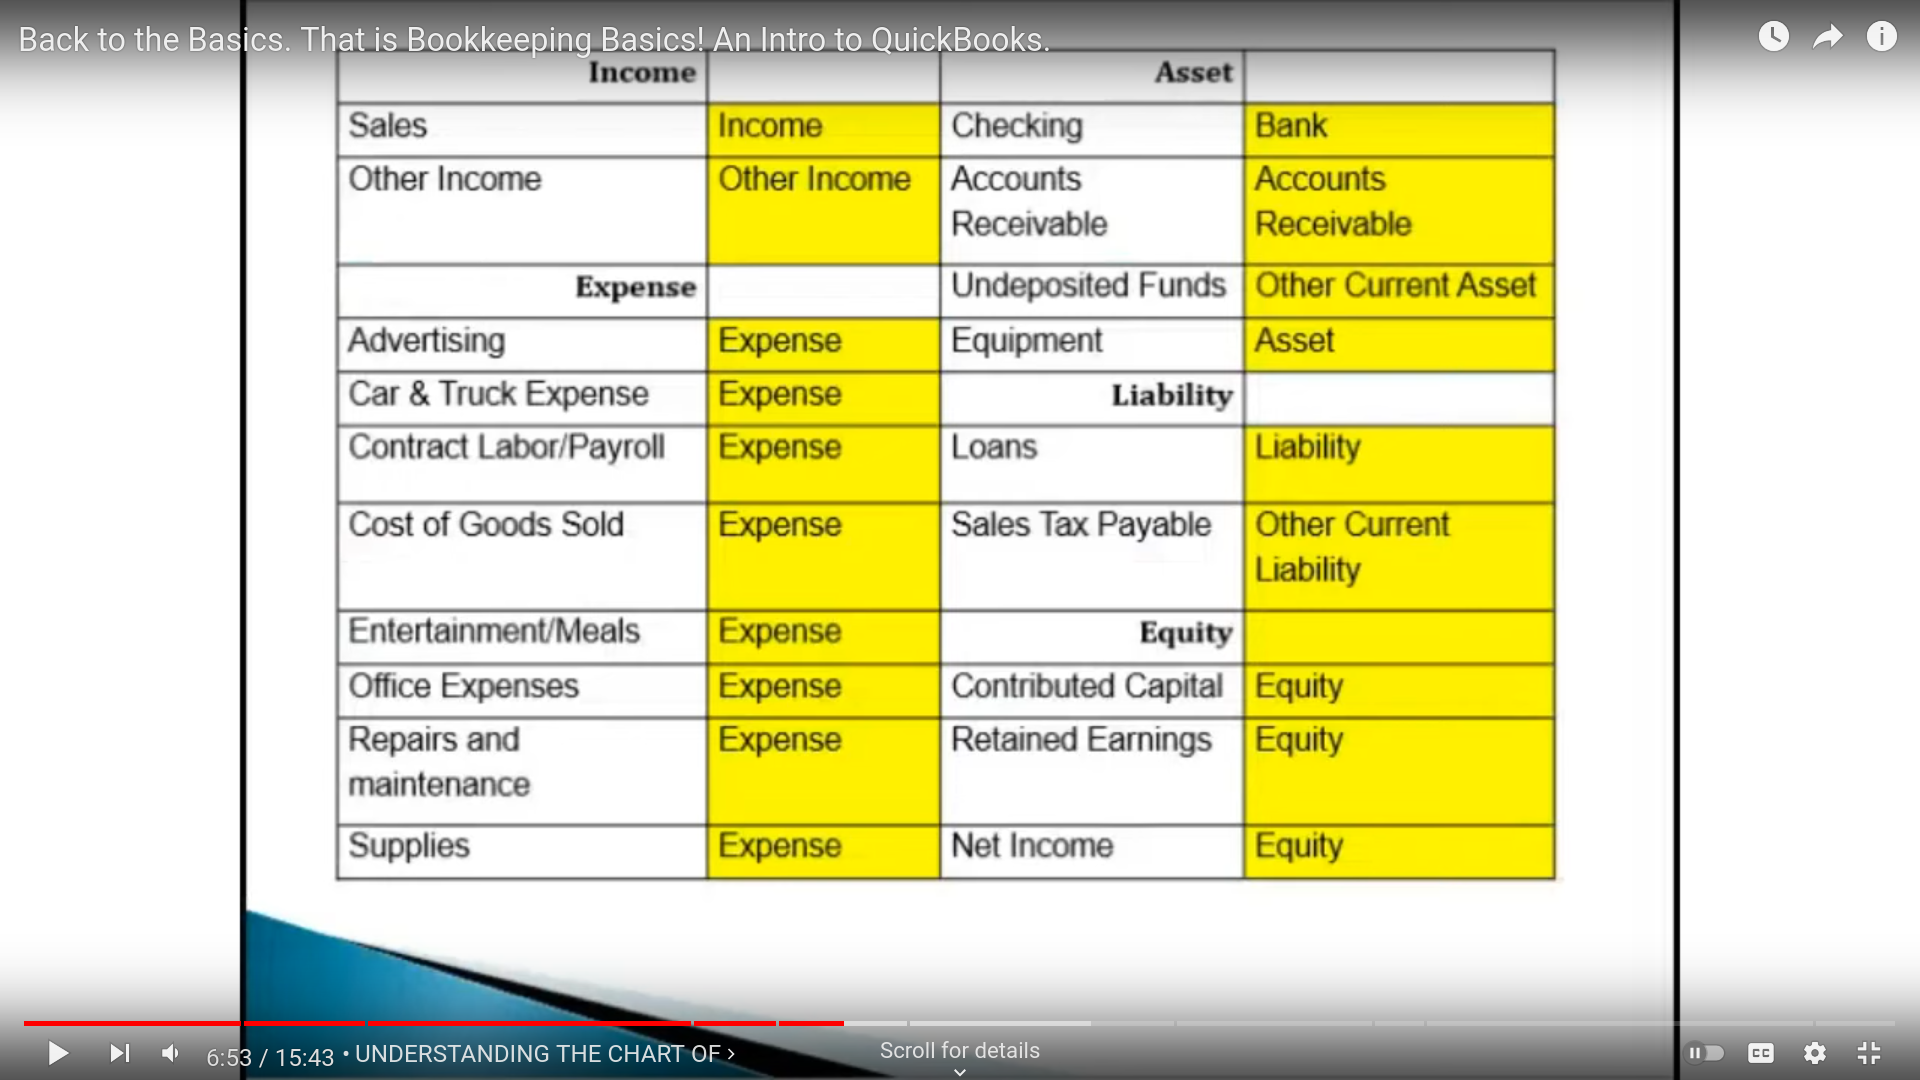 Back to the Basics. That is Bookkeeping Basics! An Intro to QuickBooks.
Income Asset
Sales Income Checking Bank
Other Income Other Income Accounts Accounts
Receivable Receivable
Expense Undeposited Funds Other Current Asset
Advertising Expense Equipment Asset
Car & Truck Expense Expense Liability
Contract Labor/Payroll Expense Loans Liability
Cost of Goods Sold Expense Sales Tax Payable Other Current
Liability
Entertainment/Meals Expense Equity
Office Expenses Expense Contributed Capital Equity
Repairs and Expense Retained Earnings Equity
maintenance
Supplies Expense Net Income Equity
6:53 / 15:43 • UNDERSTANDING THE CHART OF › Scroll for details CC